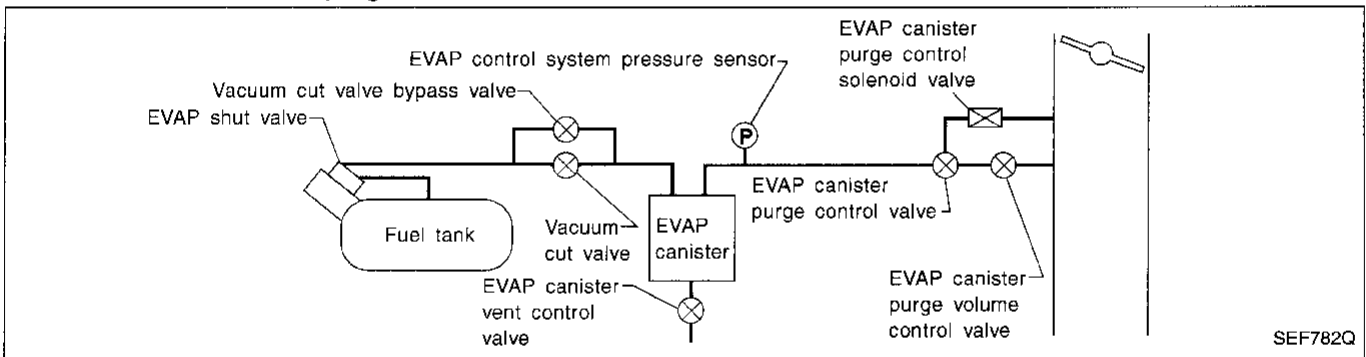 EVAP canister
purge control
solenoid valve
EVAP control system pressure sensor
Vacuum cut valve bypass valve
EVAP shut valve
P
EVAP canister
purge control valve
Fuel tank
Vacuum
cut valve
EVAP
canister
EVAP canister
vent control
valve
EVAP canister
purge volume
control valve
SEF782Q